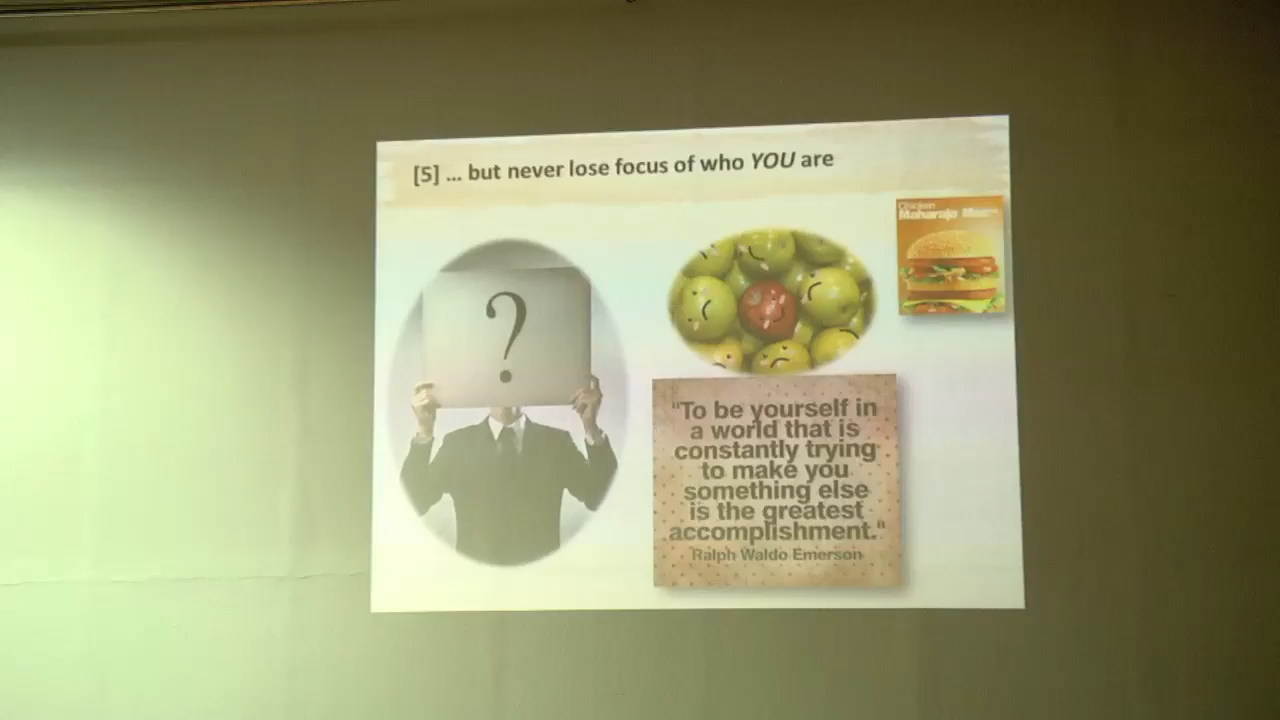 [5] ... but never lose focus of who YOU are
Chicken
Maharaja Mac
?
"To be yourself in
a world that is
constantly trying
to make you
something else
is the greatest
accomplishment."
Ralph Waldo Emerson